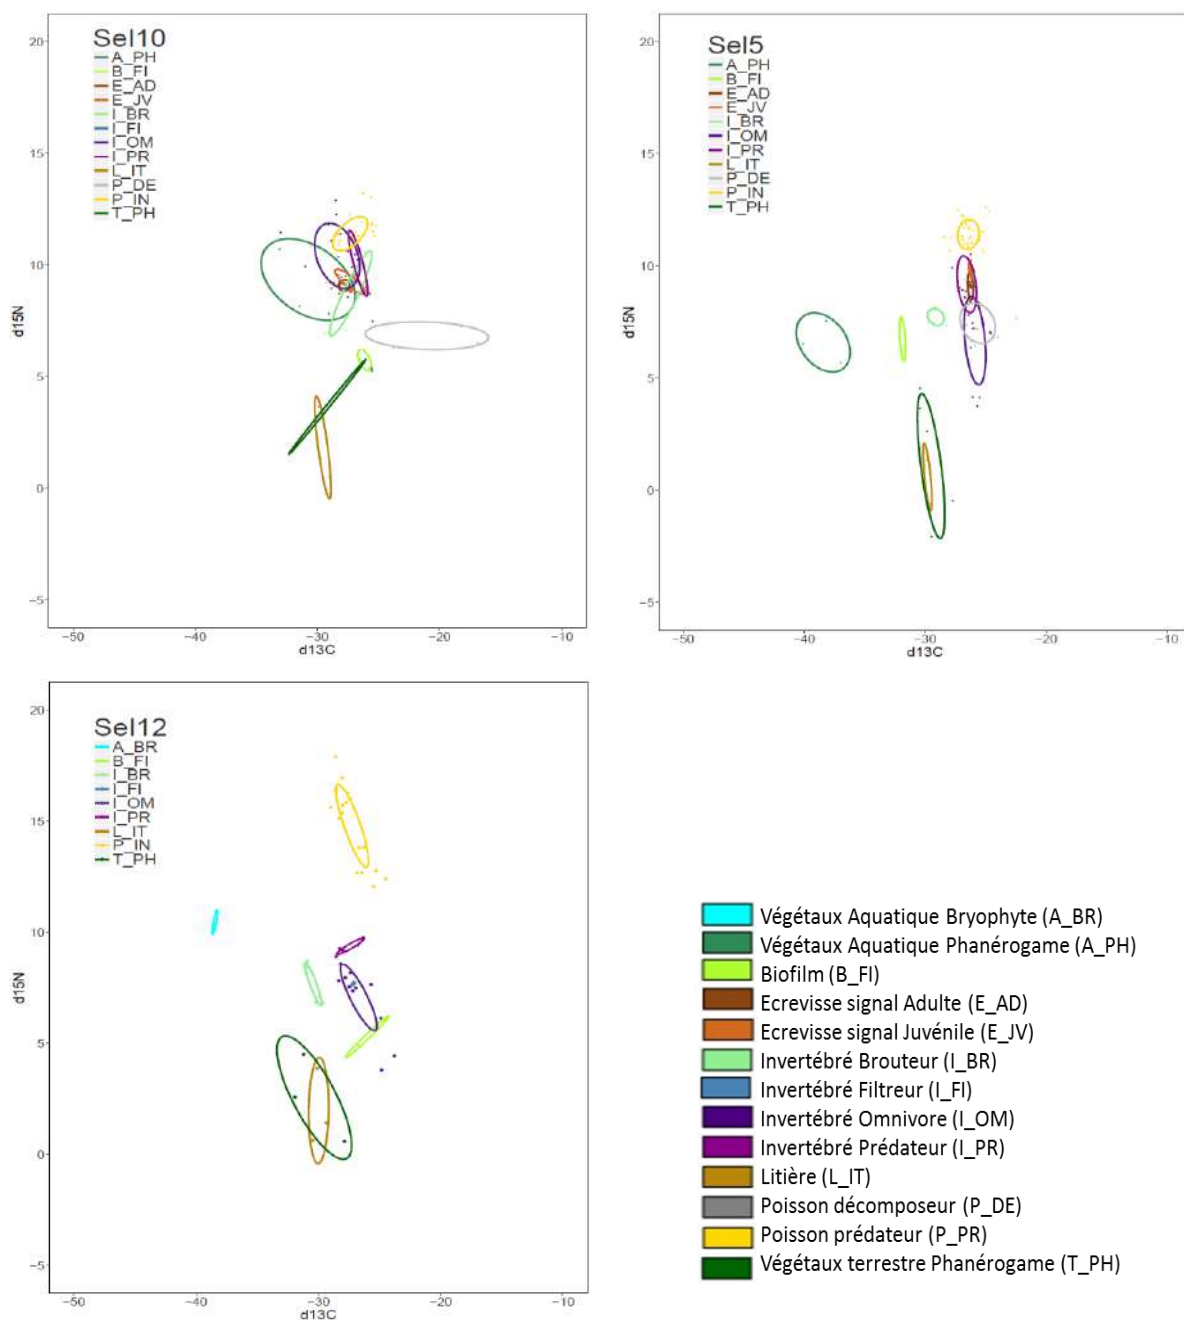 Sel10
A_PH
B_FI
E_AD
E_JV
I_BR
I_FI
I_OM
I_PR
L_IT
P_DE
P_IN
T_PH
20
15
10
5
0
−5
d15N
−50
−40
−30
−20
−10
d13C
Sel5
A_PH
B_FI
E_AD
E_JV
I_BR
I_OM
I_PR
L_IT
P_DE
P_IN
T_PH
20
15
10
5
0
−5
d15N
−50
−40
−30
−20
−10
d13C
Sel12
A_BR
B_FI
I_BR
I_FI
I_OM
I_PR
L_IT
P_IN
T_PH
20
15
10
5
0
−5
d15N
−50
−40
−30
−20
−10
d13C
Végétaux Aquatique Bryophyte (A_BR)
Végétaux Aquatique Phanérogame (A_PH)
Biofilm (B_FI)
Ecrevisse signal Adulte (E_AD)
Ecrevisse signal Juvénile (E_JV)
Invertébré Brouteur (I_BR)
Invertébré Filtreur (I_FI)
Invertébré Omnivore (I_OM)
Invertébré Prédateur (I_PR)
Litière (L_IT)
Poisson décomposeur (P_DE)
Poisson prédateur (P_PR)
Végétaux terrestre Phanérogame (T_PH)